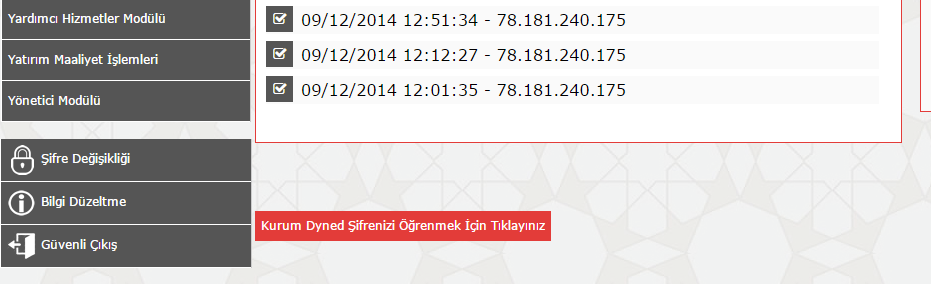 Yardımcı Hizmetler Modülü
Yatırım Maaliyet İşlemleri
Yönetici Modülü
Şifre Değişikliği
Bilgi Düzeltme
Güvenli Çıkış
09/12/2014 12:51:34 - 78.181.240.175
09/12/2014 12:12:27 - 78.181.240.175
09/12/2014 12:01:35 - 78.181.240.175
Kurum Dyned Şifrenizi Öğrenmek İçin Tıklayınız